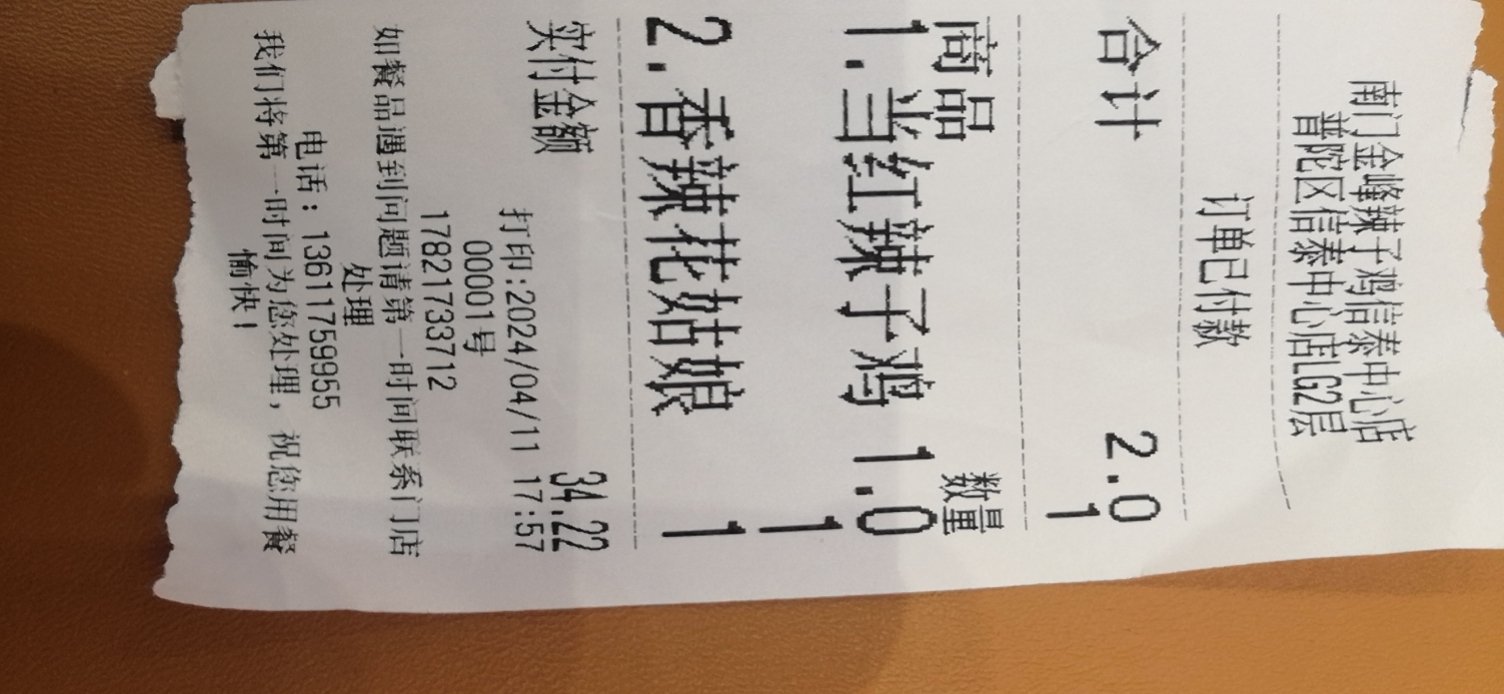 南门金峰辣子鸡信泰中心店
普陀区信泰中心店LG2层
订单已付款
合计 2.0
1
商品 数量
1.当红辣子鸡 1.0
1
2.香辣花姑娘 1
实付金额 34.22
打印:2024/04/11 17:57
00001号
17821733712
如餐品遇到问题请第一时间联系门店
处理
电话：13611759955
我们将第一时间为您处理，祝您用餐
愉快！